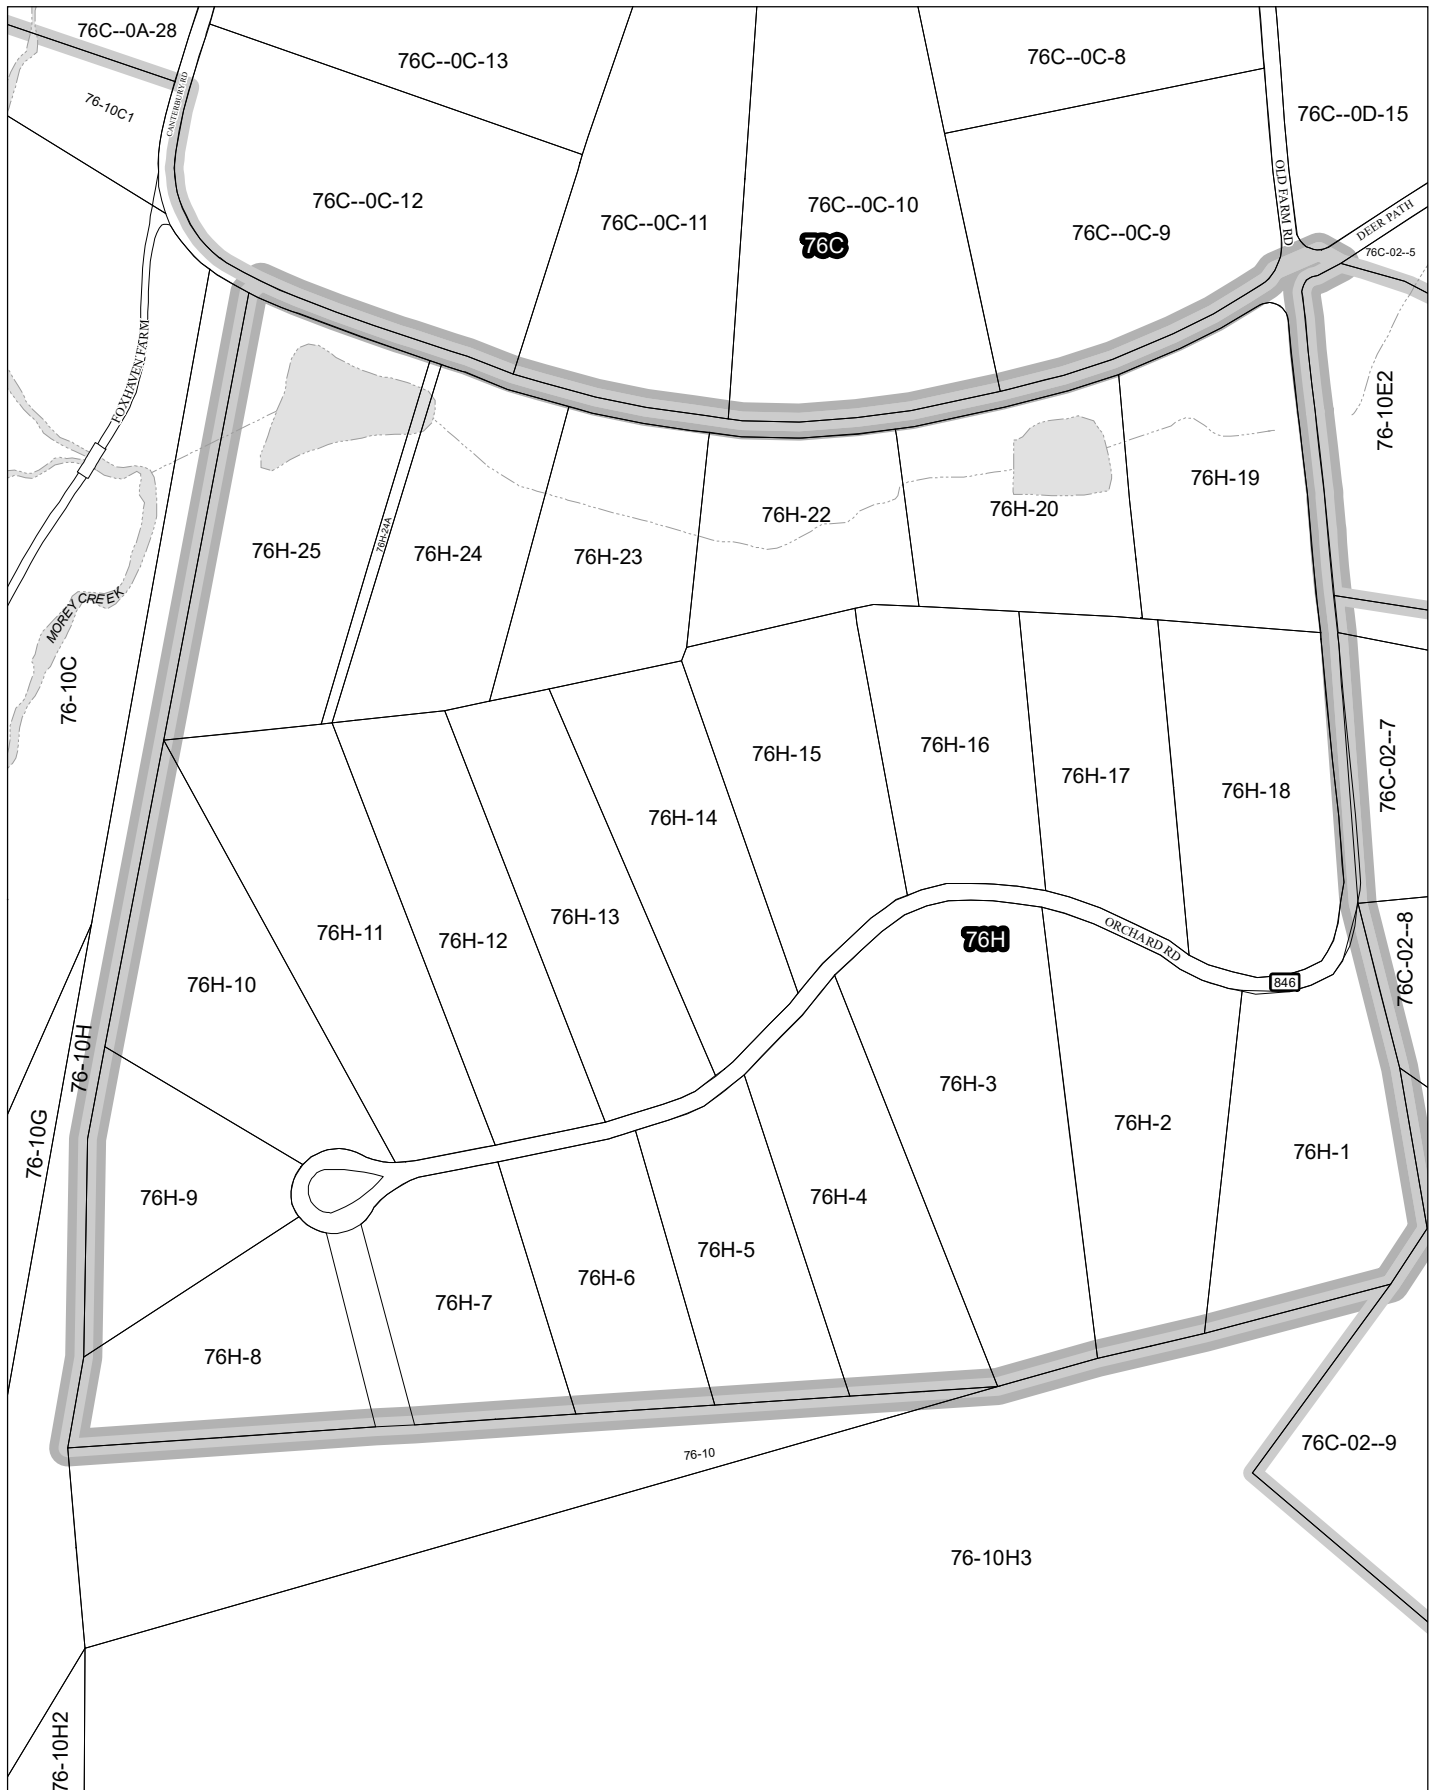 76C--0A-28
76C--0C-13
76C--0C-8
76-10C1
CANTERBURY RD
76C--0D-15
76C--0C-12
76C--0C-11
76C--0C-10
76C
76C--0C-9
OLD FARM RD
DEER PATH
76C-02--5
FOXHAVEN FARM
76-10E2
76H-25
76H-24A
76H-24
76H-23
76H-22
76H-20
76H-19
MOREY CREEK
76-10C
76H-15
76H-16
76H-17
76H-18
76C-02--7
76H-14
76H-13
76H-12
76H-11
76H-10
76H
ORCHARD RD
846
76C-02--8
76-10H
76-10G
76H-3
76H-2
76H-1
76H-9
76H-4
76H-5
76H-6
76H-7
76H-8
76-10
76C-02--9
76-10H3
76-10H2